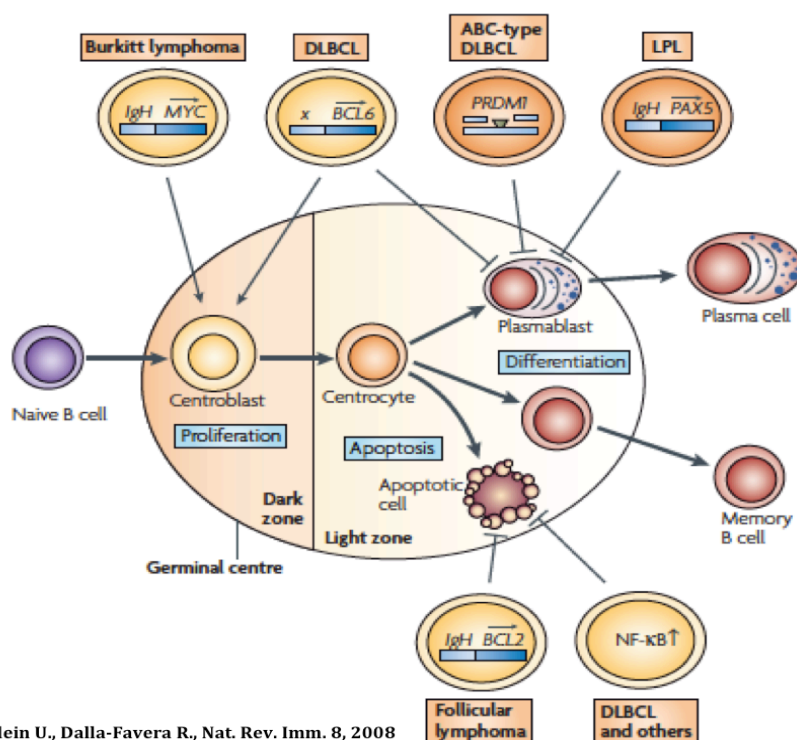 Burkitt lymphoma
DLBCL
ABC-type
DLBCL
LPL
IgH MYC
x BCL6
PRDM1
IgH PAX5
Naive B cell
Centroblast
Proliferation
Centrocyte
Apoptosis
Apoptotic
cell
Plasmablast
Differentiation
Plasma cell
Memory
B cell
Dark
zone
Light zone
Germinal centre
IgH BCL2
NF-κB↑
Follicular
lymphoma
DLBCL
and others
lein U., Dalla-Favera R., Nat. Rev. Imm. 8, 2008